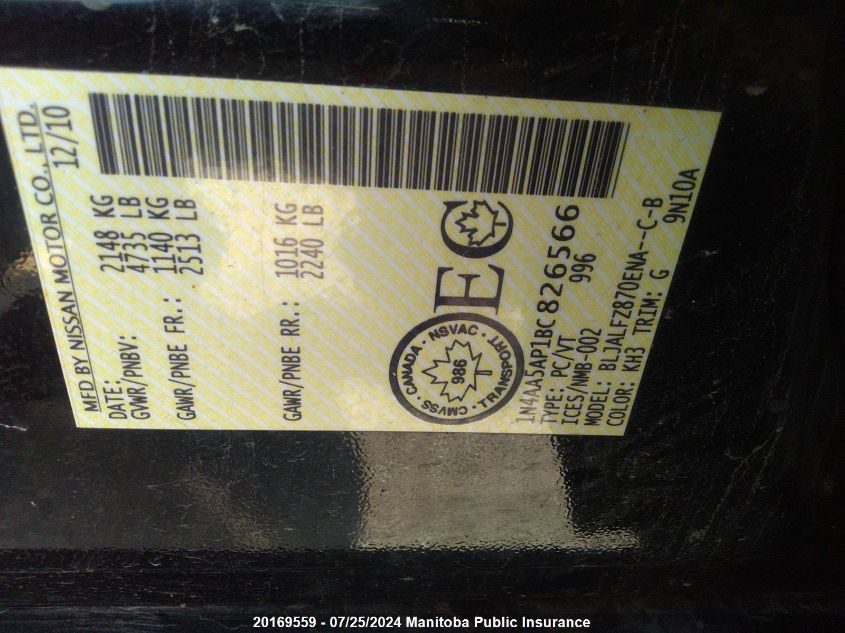 MFD BY NISSAN MOTOR CO., LTD.
DATE: 12/10
GVWR/PNBV: 2148 KG
4735 LB
GAWR/PNBE FR.: 1140 KG
2513 LB
GAWR/PNBE RR.: 1016 KG
2240 LB
CANADA · NSVAC · TRANSPORT · CMVSS ·
986
T
EC
1N4AA5AP1BC826566
TYPE: PC/VT 996
ICES/NMB-002
MODEL: BLJALFZ870ENA--C-B
COLOR: KH3 TRIM: G 9N10A
20169559 - 07/25/2024 Manitoba Public Insurance